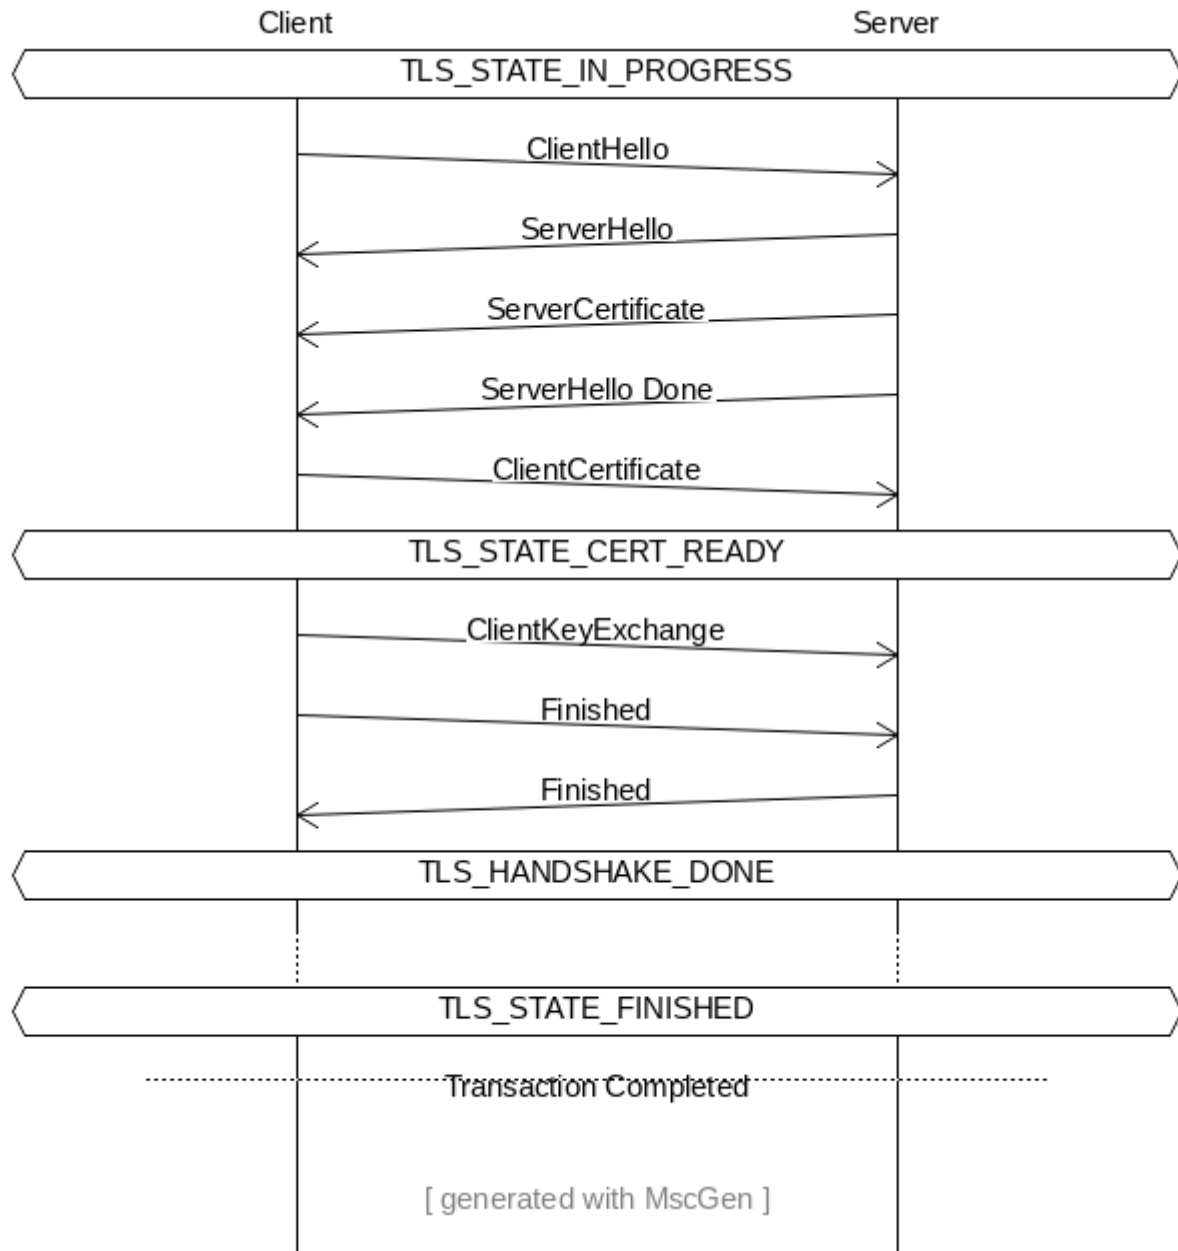 Client Server
TLS_STATE_IN_PROGRESS
ClientHello
ServerHello
ServerCertificate
ServerHello Done
ClientCertificate
TLS_STATE_CERT_READY
ClientKeyExchange
Finished
Finished
TLS_HANDSHAKE_DONE
TLS_STATE_FINISHED
Transaction Completed
[ generated with MscGen ]